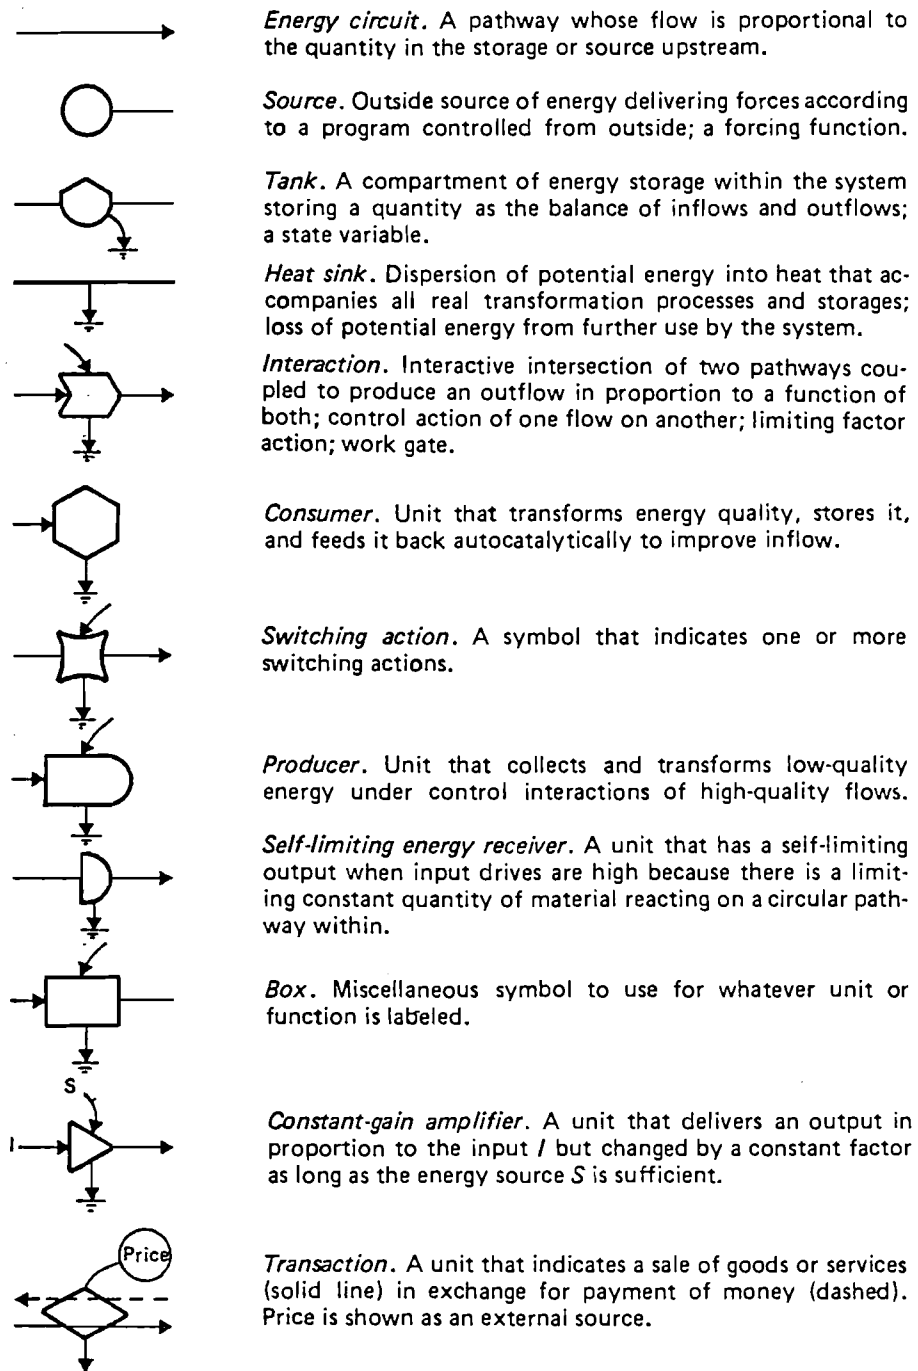 Energy circuit. A pathway whose flow is proportional to
the quantity in the storage or source upstream.
Source. Outside source of energy delivering forces according
to a program controlled from outside; a forcing function.
Tank. A compartment of energy storage within the system
storing a quantity as the balance of inflows and outflows;
a state variable.
Heat sink. Dispersion of potential energy into heat that ac-
companies all real transformation processes and storages;
loss of potential energy from further use by the system.
Interaction. Interactive intersection of two pathways cou-
pled to produce an outflow in proportion to a function of
both; control action of one flow on another; limiting factor
action; work gate.
Consumer. Unit that transforms energy quality, stores it,
and feeds it back autocatalytically to improve inflow.
Switching action. A symbol that indicates one or more
switching actions.
Producer. Unit that collects and transforms low-quality
energy under control interactions of high-quality flows.
Self-limiting energy receiver. A unit that has a self-limiting
output when input drives are high because there is a limit-
ing constant quantity of material reacting on a circular path-
way within.
Box. Miscellaneous symbol to use for whatever unit or
function is labeled.
S
I
Constant-gain amplifier. A unit that delivers an output in
proportion to the input I but changed by a constant factor
as long as the energy source S is sufficient.
Price
Transaction. A unit that indicates a sale of goods or services
(solid line) in exchange for payment of money (dashed).
Price is shown as an external source.